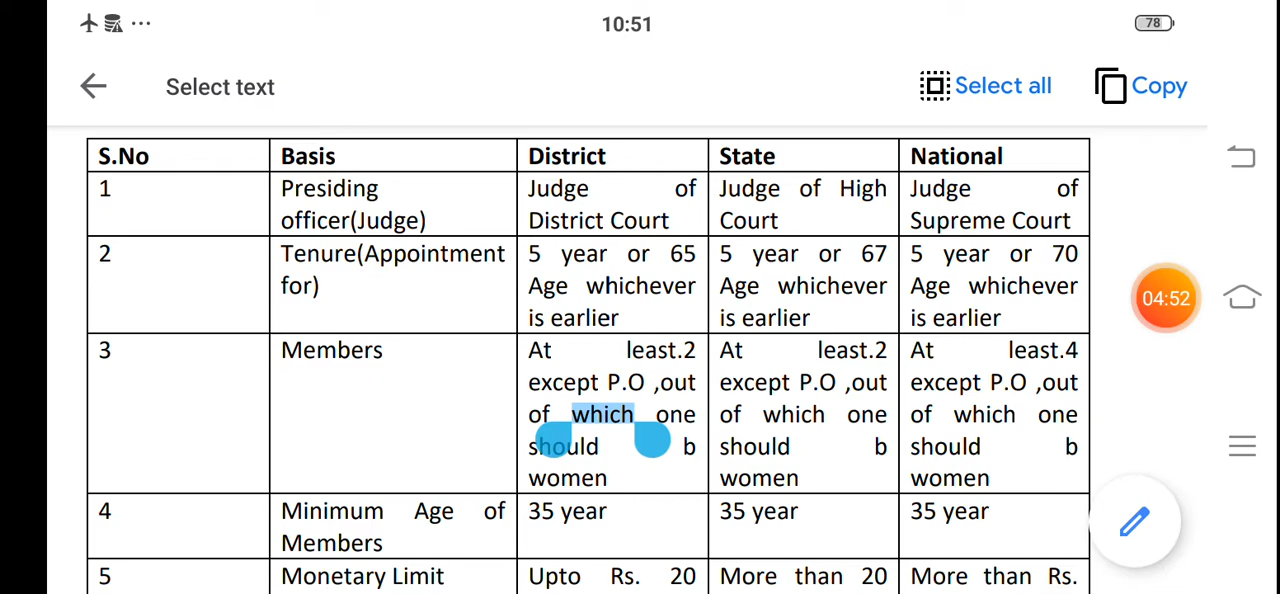 10:51
78
Select text
Select all
Copy
S.No Basis District State National
1 Presiding officer(Judge) Judge of District Court Judge of High Court Judge of Supreme Court
2 Tenure(Appointment for) 5 year or 65 Age whichever is earlier 5 year or 67 Age whichever is earlier 5 year or 70 Age whichever is earlier
3 Members At least.2 except P.O ,out of which one should b women At least.2 except P.O ,out of which one should b women At least.4 except P.O ,out of which one should b women
4 Minimum Age of Members 35 year 35 year 35 year
5 Monetary Limit Upto Rs. 20 More than 20 More than Rs.
04:52